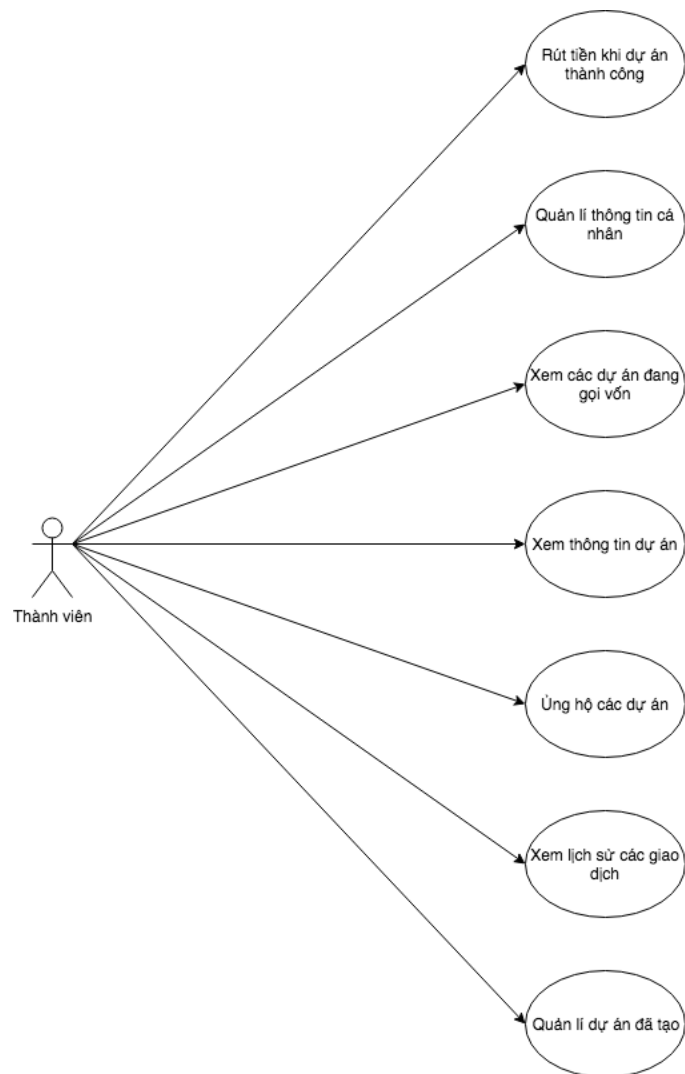 Rút tiền khi dự án
thành công
Quản lí thông tin cá
nhân
Xem các dự án đang
gọi vốn
Xem thông tin dự án
Thành viên
Ủng hộ các dự án
Xem lịch sử các giao
dịch
Quản lí dự án đã tạo